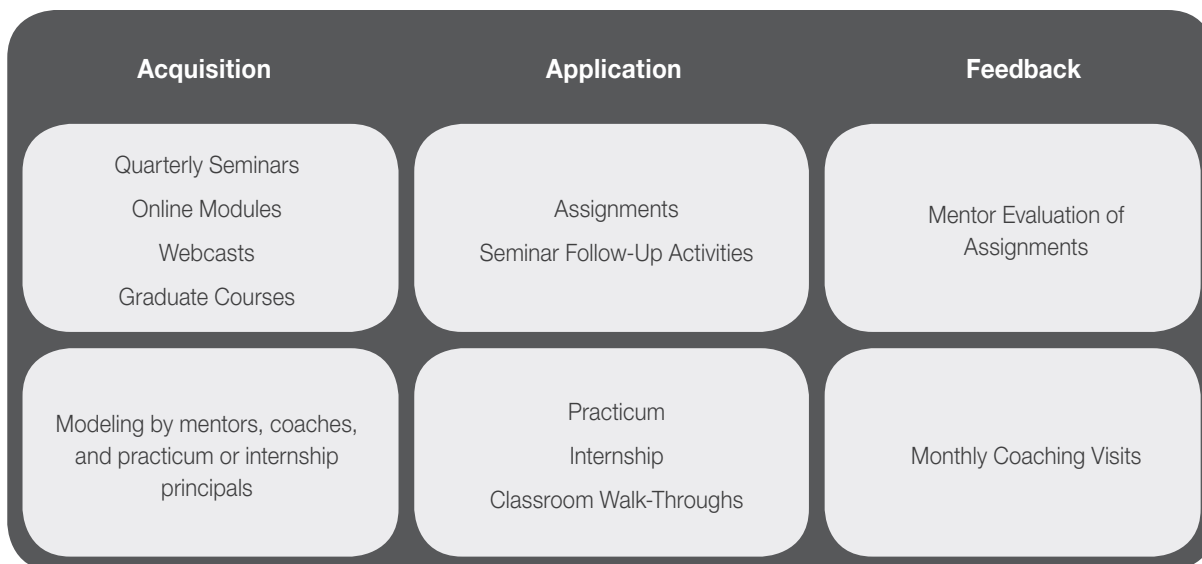 Acquisition
Application
Feedback
Quarterly Seminars
Online Modules
Webcasts
Graduate Courses
Assignments
Seminar Follow-Up Activities
Mentor Evaluation of
Assignments
Modeling by mentors, coaches,
and practicum or internship
principals
Practicum
Internship
Classroom Walk-Throughs
Monthly Coaching Visits